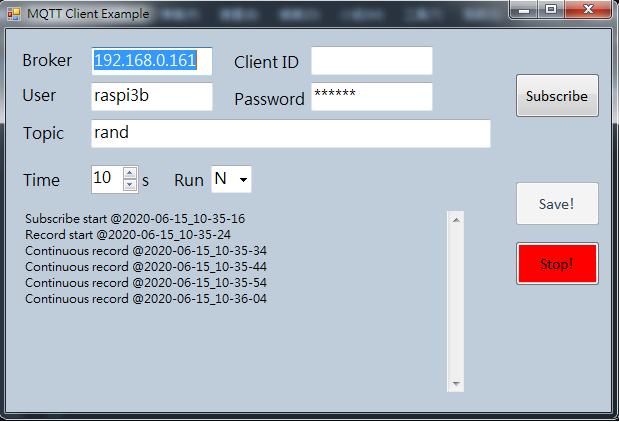 MQTT Client Example
Broker 192.168.0.161 Client ID
User raspi3b Password ******
Subscribe
Topic rand
Time 10 s Run N
Save!
Stop!
Subscribe start @2020-06-15_10-35-16
Record start @2020-06-15_10-35-24
Continuous record @2020-06-15_10-35-34
Continuous record @2020-06-15_10-35-44
Continuous record @2020-06-15_10-35-54
Continuous record @2020-06-15_10-36-04